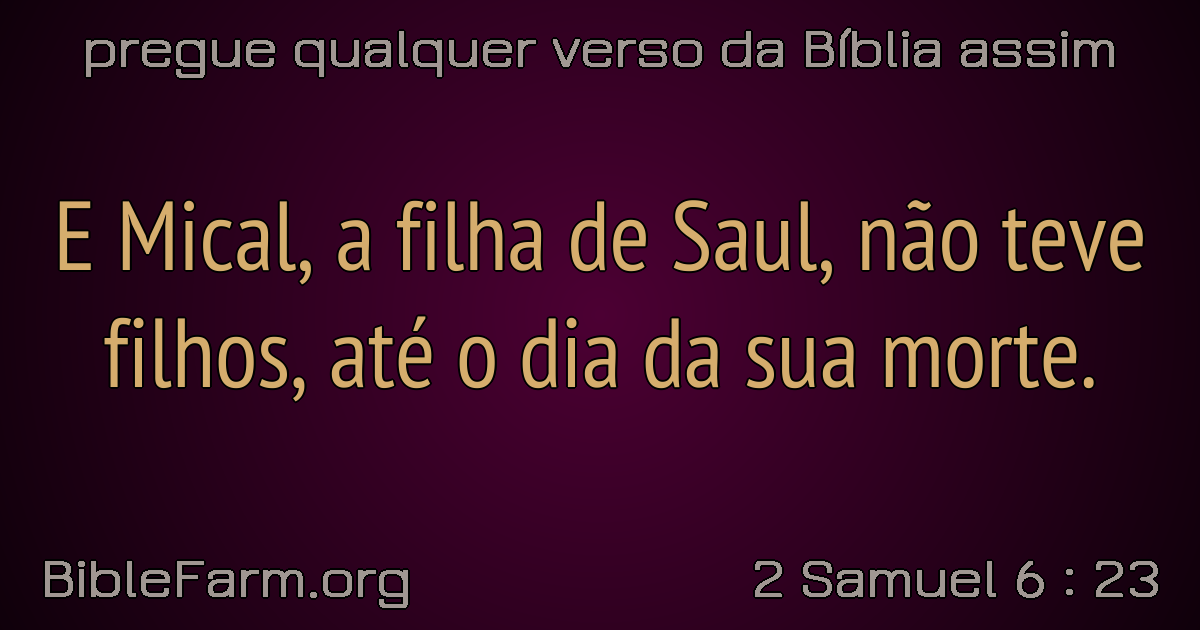 pregue qualquer verso da Bíblia assim
E Mical, a filha de Saul, não teve
filhos, até o dia da sua morte.
BibleFarm.org
2 Samuel 6 : 23